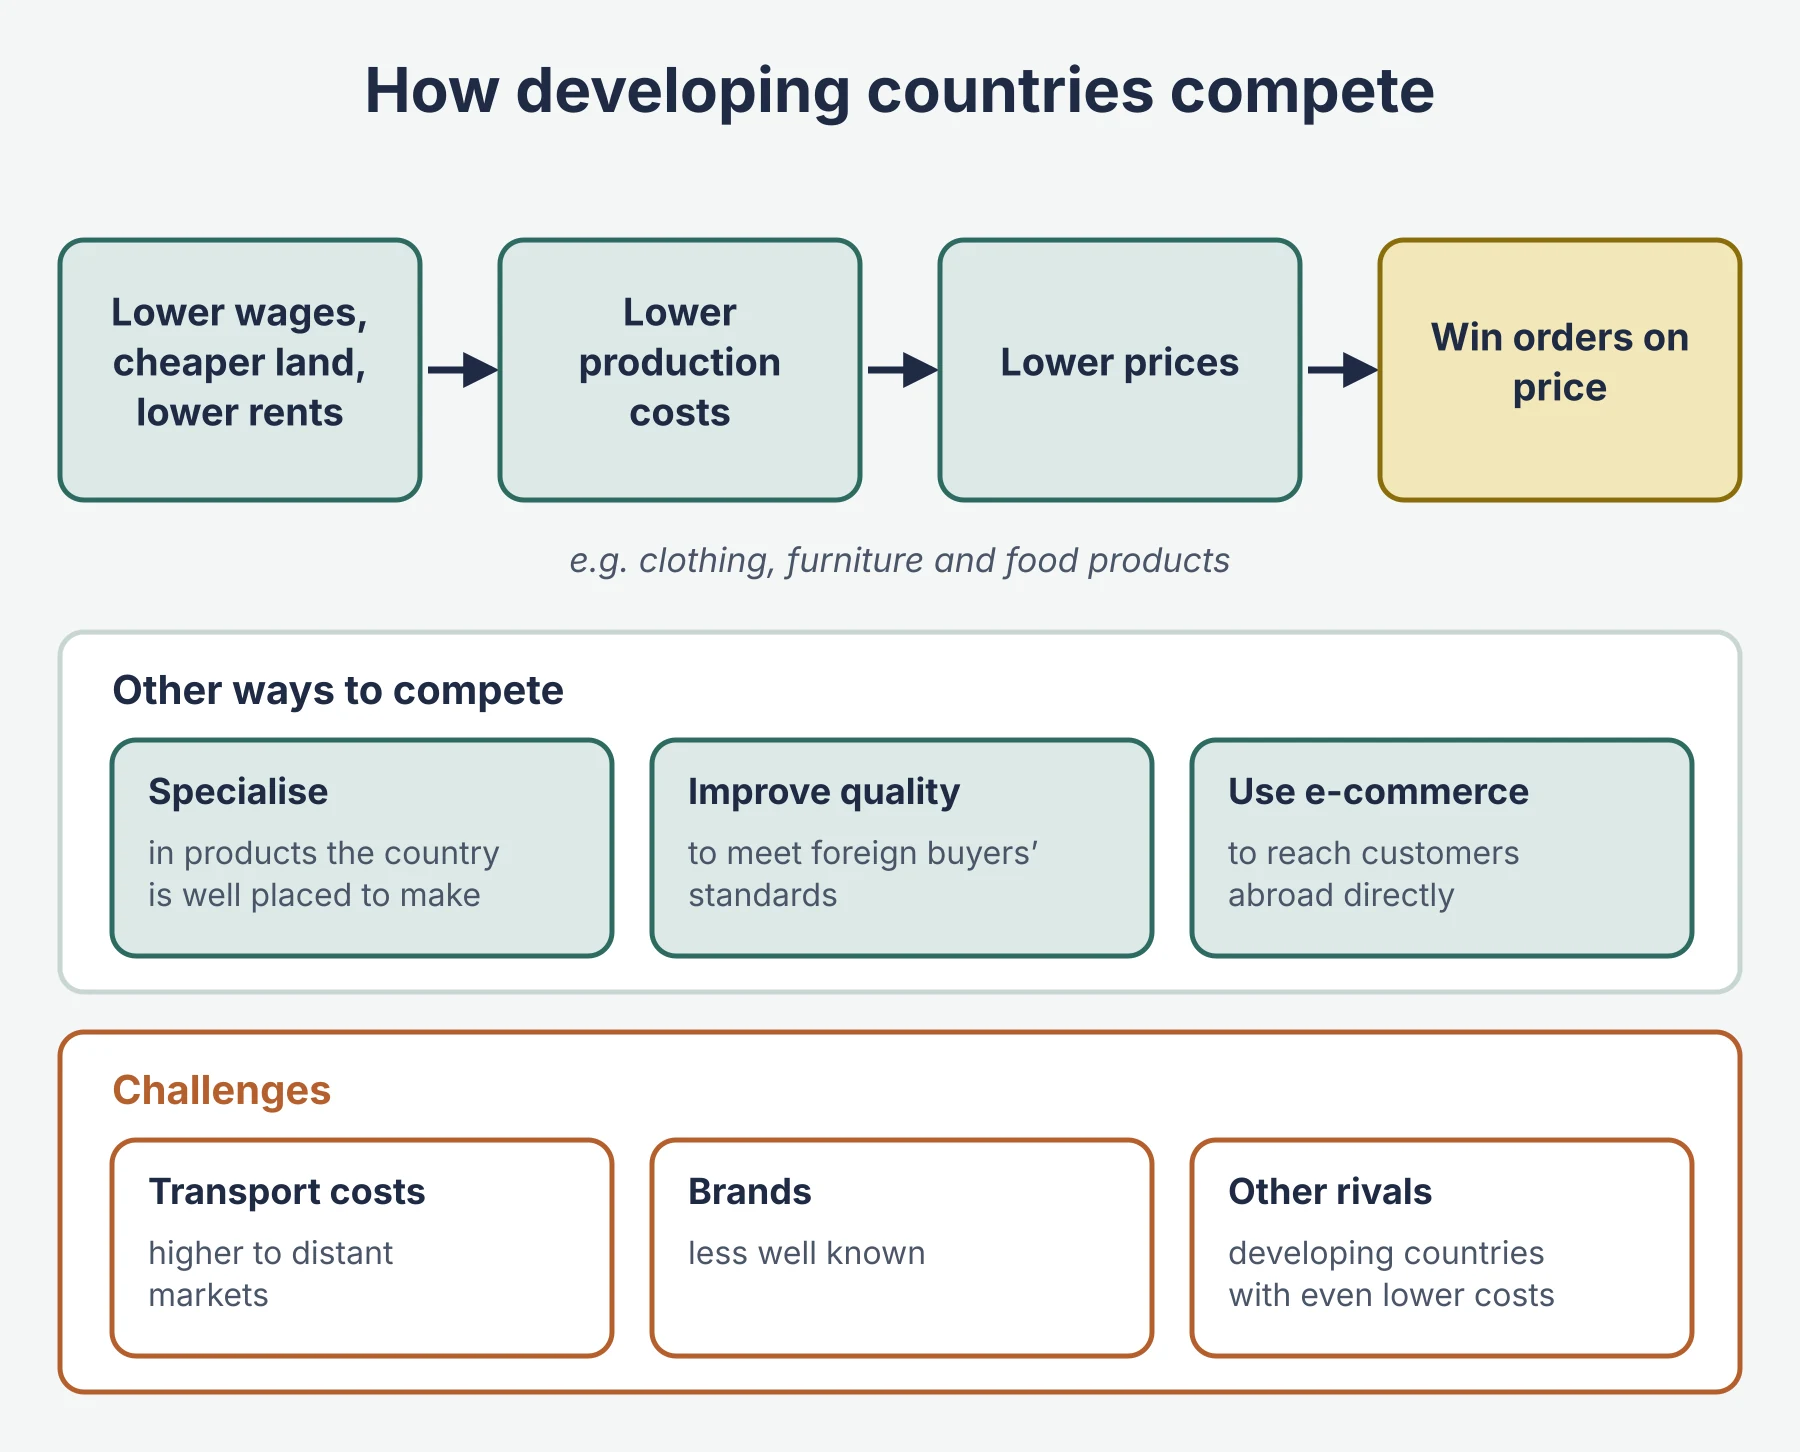 How developing countries compete
Lower wages,
cheaper land,
lower rents
Lower
production
costs
Lower prices
Win orders on
price
e.g. clothing, furniture and food products
Other ways to compete
Specialise
in products the country
is well placed to make
Improve quality
to meet foreign buyers’
standards
Use e-commerce
to reach customers
abroad directly
Challenges
Transport costs
higher to distant
markets
Brands
less well known
Other rivals
developing countries
with even lower costs